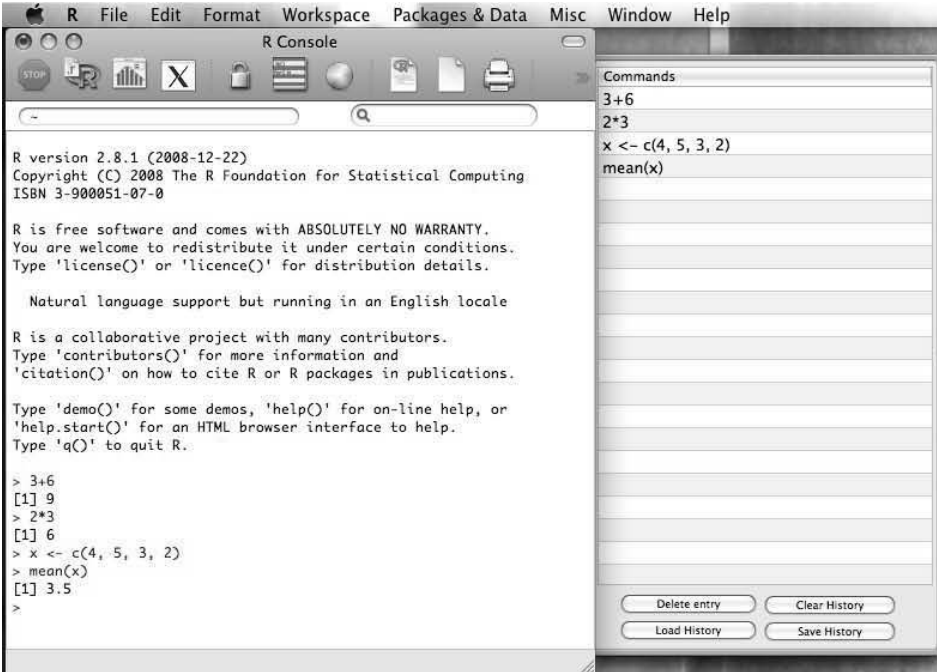 R File Edit Format Workspace Packages & Data Misc Window Help
R Console
STOP
R
X
R
~
R version 2.8.1 (2008-12-22)
Copyright (C) 2008 The R Foundation for Statistical Computing
ISBN 3-900051-07-0
R is free software and comes with ABSOLUTELY NO WARRANTY.
You are welcome to redistribute it under certain conditions.
Type 'license()' or 'licence()' for distribution details.
Natural language support but running in an English locale
R is a collaborative project with many contributors.
Type 'contributors()' for more information and
'citation()' on how to cite R or R packages in publications.
Type 'demo()' for some demos, 'help()' for on-line help, or
'help.start()' for an HTML browser interface to help.
Type 'q()' to quit R.
> 3+6
[1] 9
> 2*3
[1] 6
> x <- c(4, 5, 3, 2)
> mean(x)
[1] 3.5
>
Commands
3+6
2*3
x <- c(4, 5, 3, 2)
mean(x)
Delete entry Clear History
Load History Save History